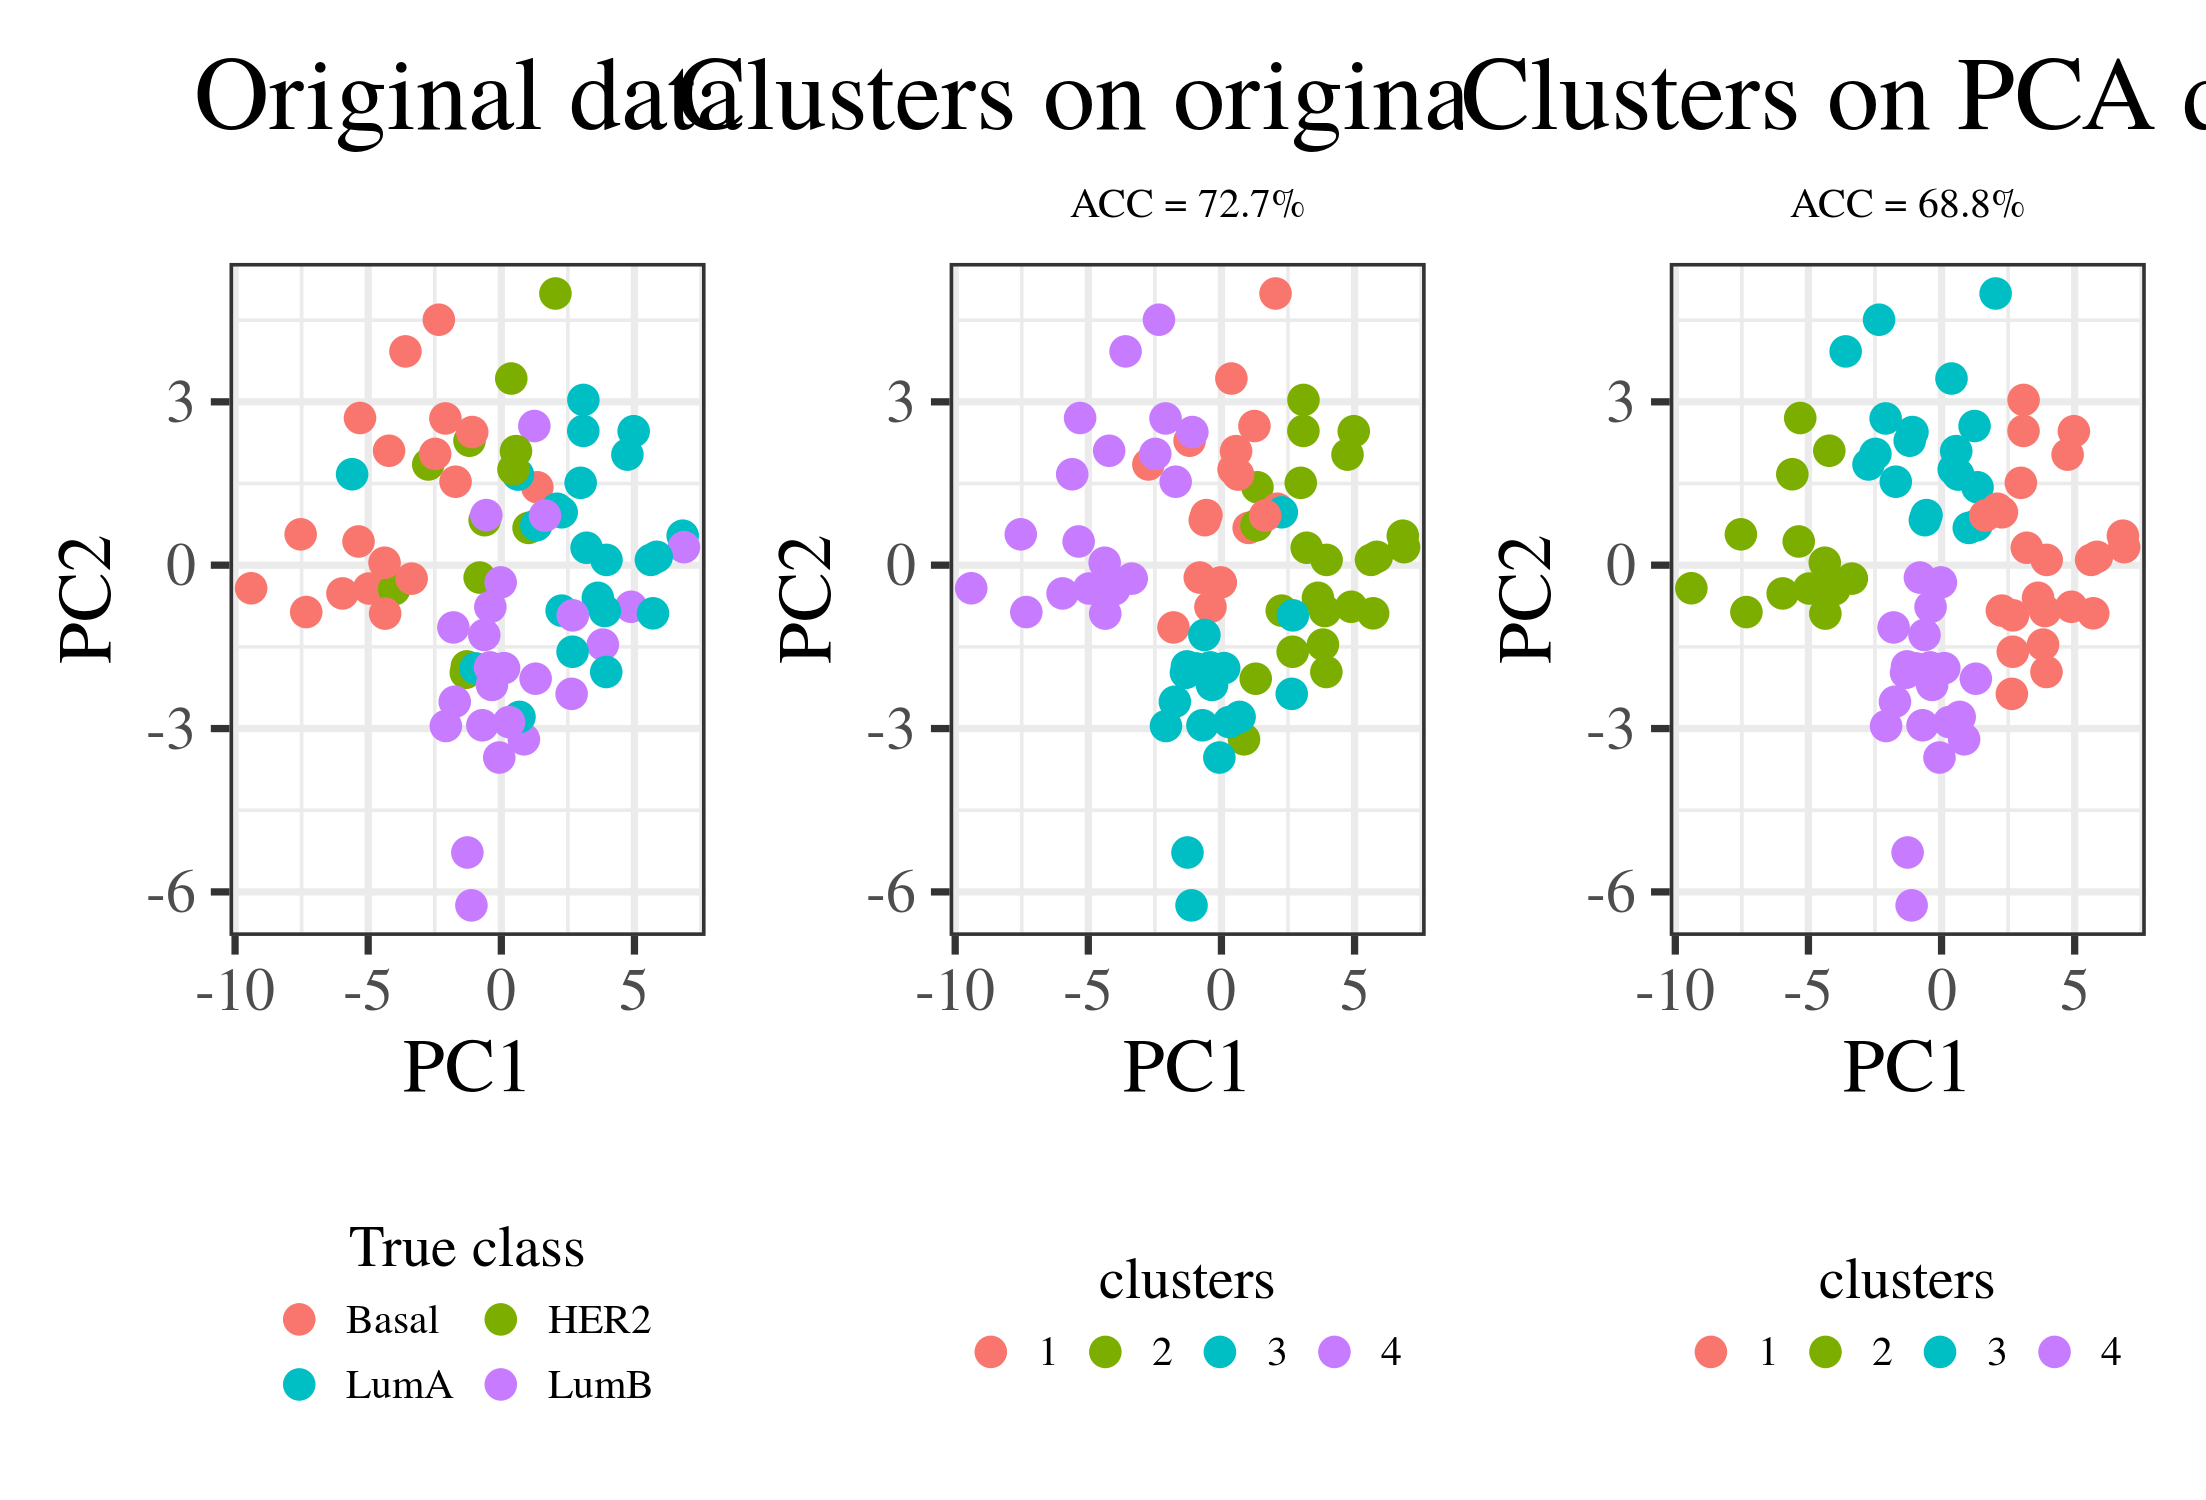 Original data
Clusters on origina
Clusters on PCA
ACC = 72.7%
ACC = 68.8%
PC2
3
0
-3
-6
-10 -5 0 5
PC1
PC2
3
0
-3
-6
-10 -5 0 5
PC1
PC2
3
0
-3
-6
-10 -5 0 5
PC1
True class
Basal HER2
LumA LumB
clusters
1 2 3 4
clusters
1 2 3 4